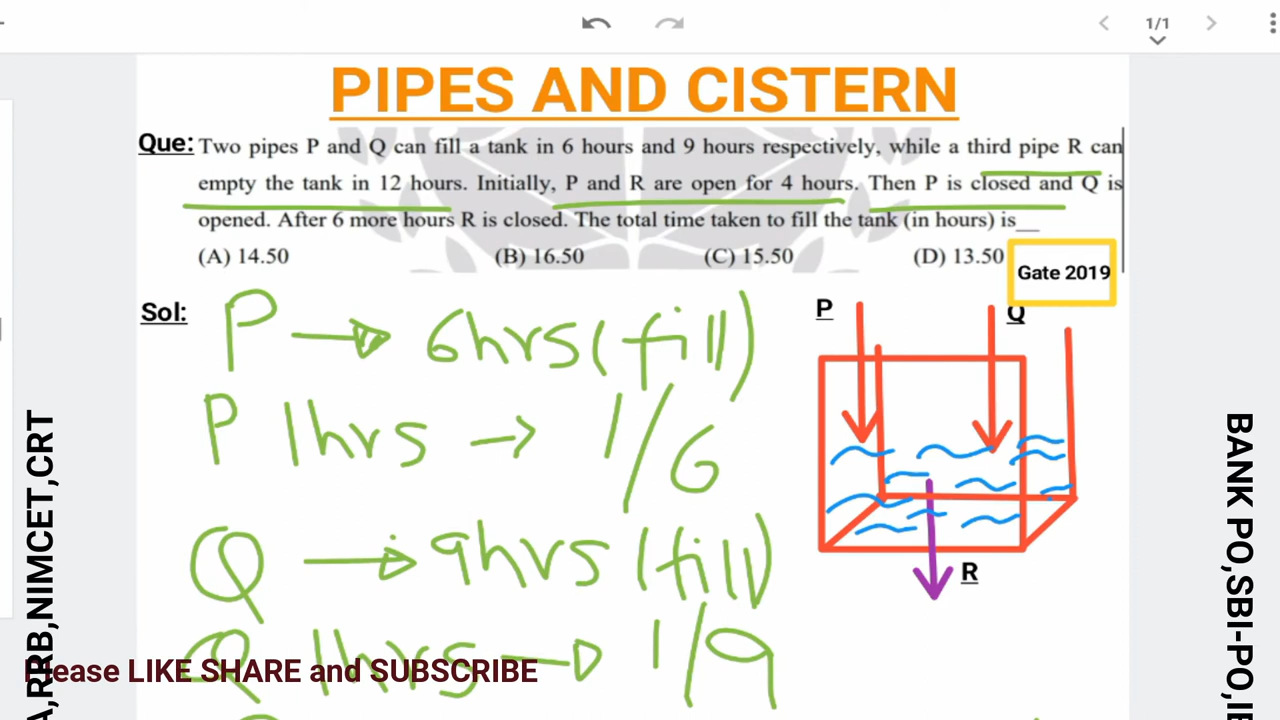 1/1
PIPES AND CISTERN
Que: Two pipes P and Q can fill a tank in 6 hours and 9 hours respectively, while a third pipe R can
empty the tank in 12 hours. Initially, P and R are open for 4 hours. Then P is closed and Q is
opened. After 6 more hours R is closed. The total time taken to fill the tank (in hours) is__
(A) 14.50 (B) 16.50 (C) 15.50 (D) 13.50
Gate 2019
Sol:
P → 6hrs(fill)
P 1hrs → 1/6
Q → 9hrs(fill)
Q 1hrs → 1/9
P
Q
R
Please LIKE SHARE and SUBSCRIBE
A,RRB,NIMCET,CRT
BANK PO,SBI-PO,